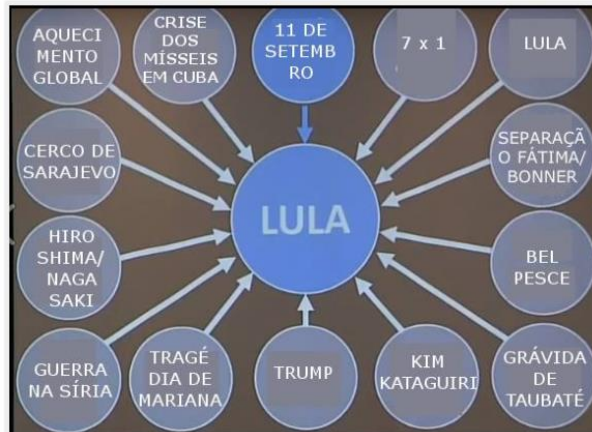 AQUECI
MENTO
GLOBAL
CRISE
DOS
MÍSSEIS
EM CUBA
11 DE
SETEMB
RO
7 x 1
LULA
CERCO DE
SARAJEVO
SEPARAÇÃ
O FÁTIMA/
BONNER
LULA
HIRO
SHIMA/
NAGA
SAKI
BEL
PESCE
GUERRA
NA SÍRIA
TRAGÉ
DIA DE
MARIANA
TRUMP
KIM
KATAGUIRI
GRÁVIDA
DE
TAUBATÉ